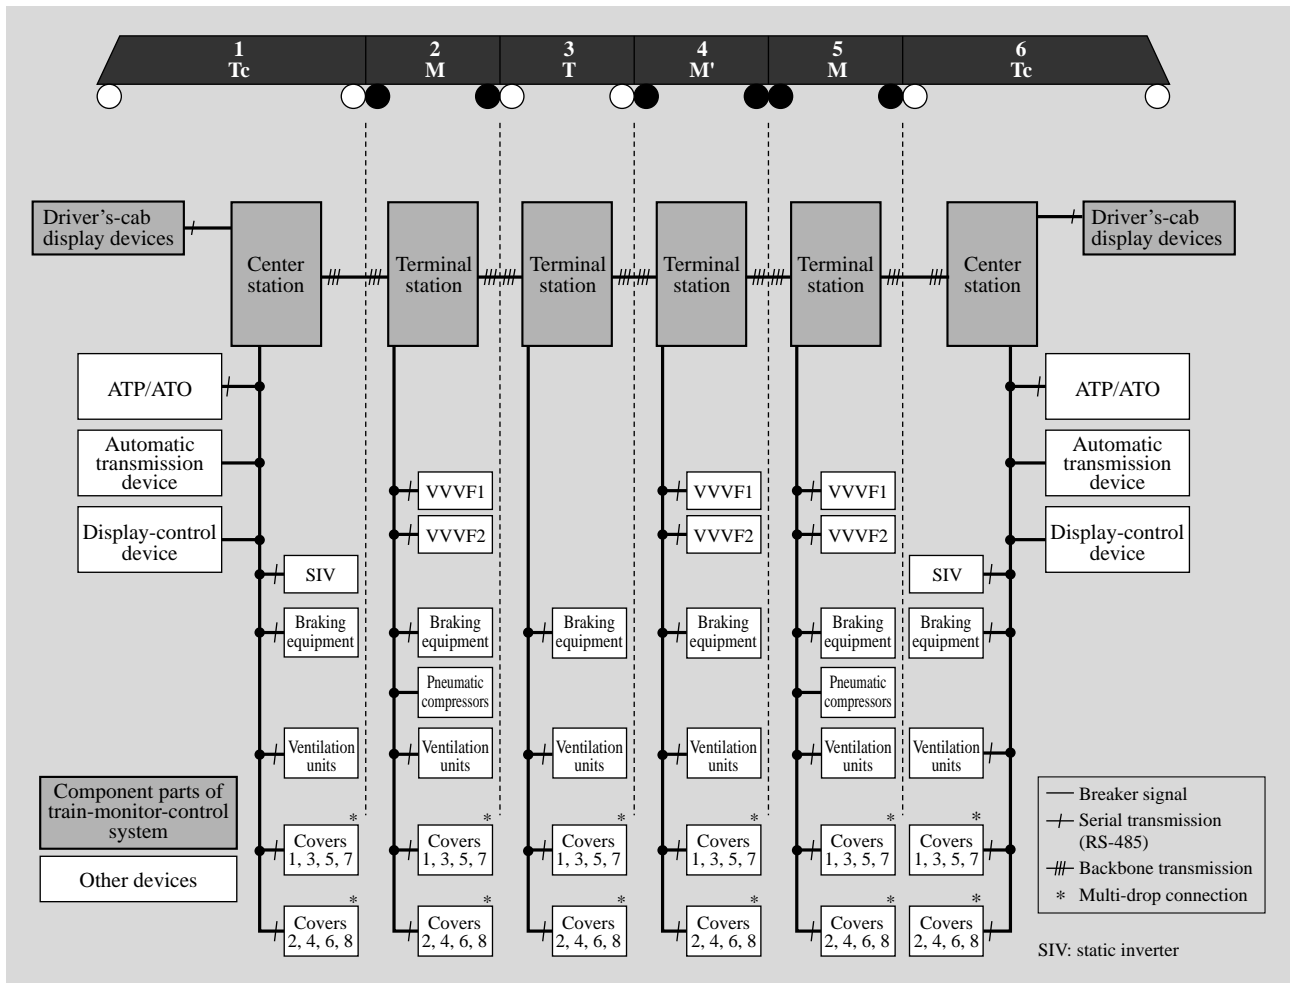 1
Tc
2
M
3
T
4
M'
5
M
6
Tc
Driver's-cab
display devices
Center
station
Terminal
station
Terminal
station
Terminal
station
Terminal
station
Center
station
Driver's-cab
display devices
ATP/ATO
Automatic
transmission
device
Display-control
device
SIV
Braking
equipment
Ventilation
units
*
Covers
1, 3, 5, 7
*
Covers
2, 4, 6, 8
VVVF1
VVVF2
Braking
equipment
Pneumatic
compressors
Ventilation
units
*
Covers
1, 3, 5, 7
*
Covers
2, 4, 6, 8
Braking
equipment
Ventilation
units
*
Covers
1, 3, 5, 7
*
Covers
2, 4, 6, 8
VVVF1
VVVF2
Braking
equipment
Ventilation
units
*
Covers
1, 3, 5, 7
*
Covers
2, 4, 6, 8
VVVF1
VVVF2
Braking
equipment
Pneumatic
compressors
Ventilation
units
*
Covers
1, 3, 5, 7
*
Covers
2, 4, 6, 8
ATP/ATO
Automatic
transmission
device
Display-control
device
SIV
Braking
equipment
Ventilation
units
*
Covers
1, 3, 5, 7
*
Covers
2, 4, 6, 8
Component parts of
train-monitor-control
system
Other devices
Breaker signal
Serial transmission
(RS-485)
Backbone transmission
* Multi-drop connection
SIV: static inverter